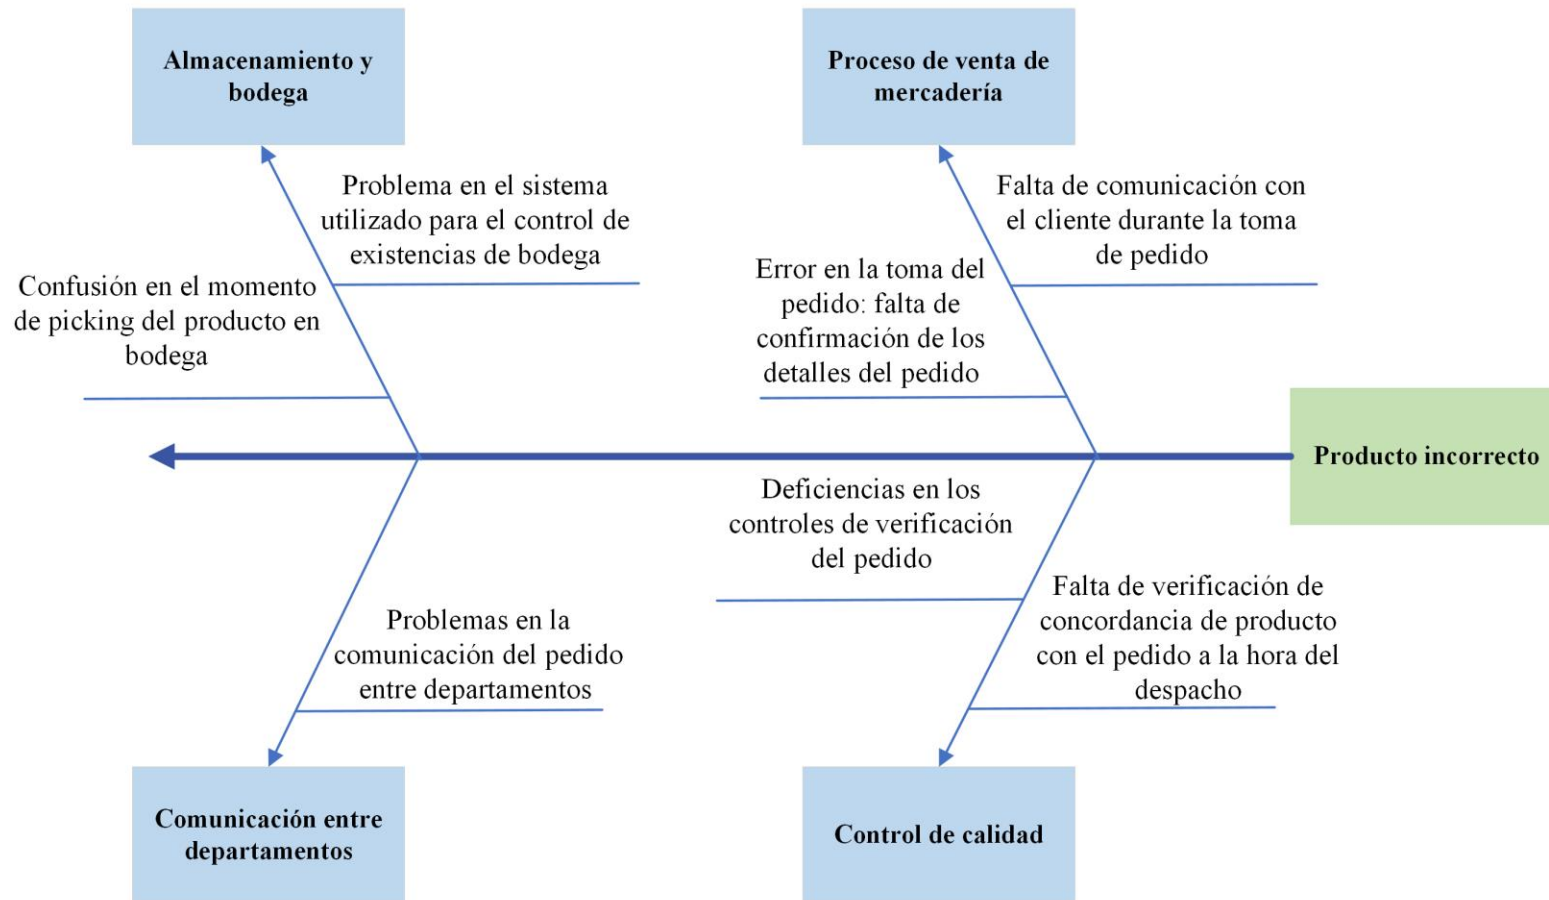 Almacenamiento y
bodega
Proceso de venta de
mercadería
Problema en el sistema
utilizado para el control de
existencias de bodega
Falta de comunicación con
el cliente durante la toma
de pedido
Confusión en el momento
de picking del producto en
bodega
Error en la toma del
pedido: falta de
confirmación de los
detalles del pedido
Producto incorrecto
Deficiencias en los
controles de verificación
del pedido
Problemas en la
comunicación del pedido
entre departamentos
Falta de verificación de
concordancia de producto
con el pedido a la hora del
despacho
Comunicación entre
departamentos
Control de calidad